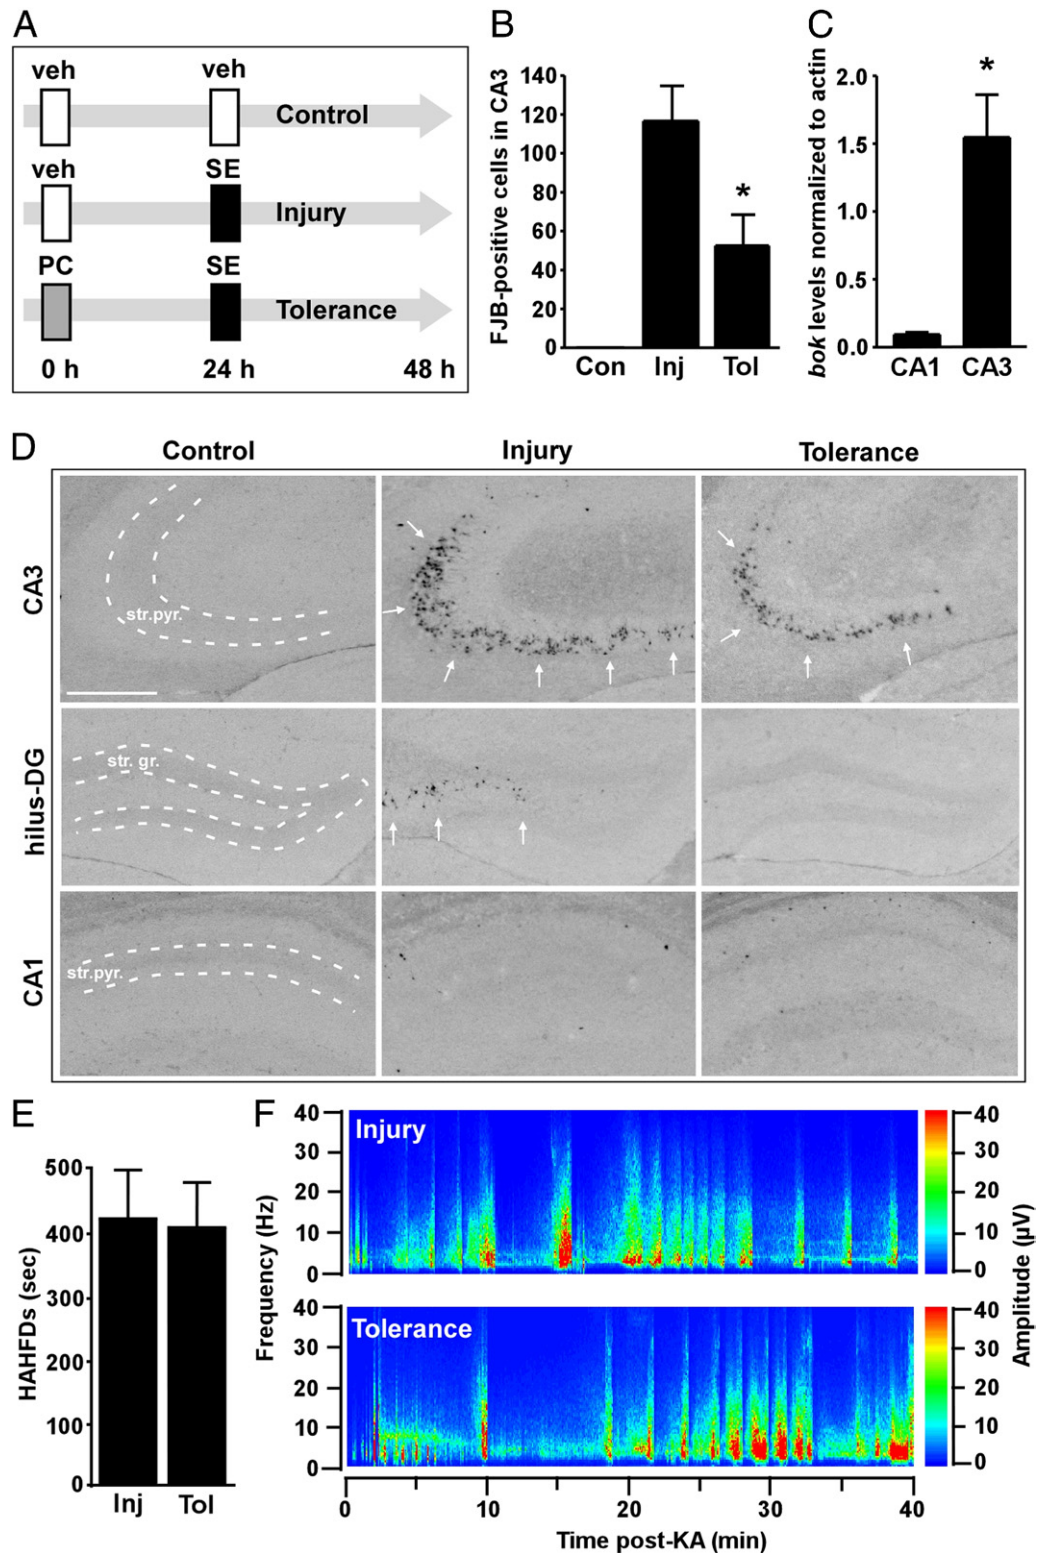 A
veh
veh
Control
veh
SE
Injury
PC
SE
Tolerance
0 h
24 h
48 h
B
FJB-positive cells in CA3
140
120
100
80
60
40
20
0
*
Con
Inj
Tol
C
bok levels normalized to actin
2.0
1.5
1.0
0.5
0.0
*
CA1
CA3
D
Control
Injury
Tolerance
CA3
str.pyr.
hilus-DG
str. gr.
CA1
str.pyr.
E
HAHFDs (sec)
500
400
300
200
100
0
Inj
Tol
F
Frequency (Hz)
40
30
20
10
0
Injury
40
30
20
10
0
40
30
20
10
0
Tolerance
40
30
20
10
0
Amplitude (µV)
0
10
20
30
40
Time post-KA (min)